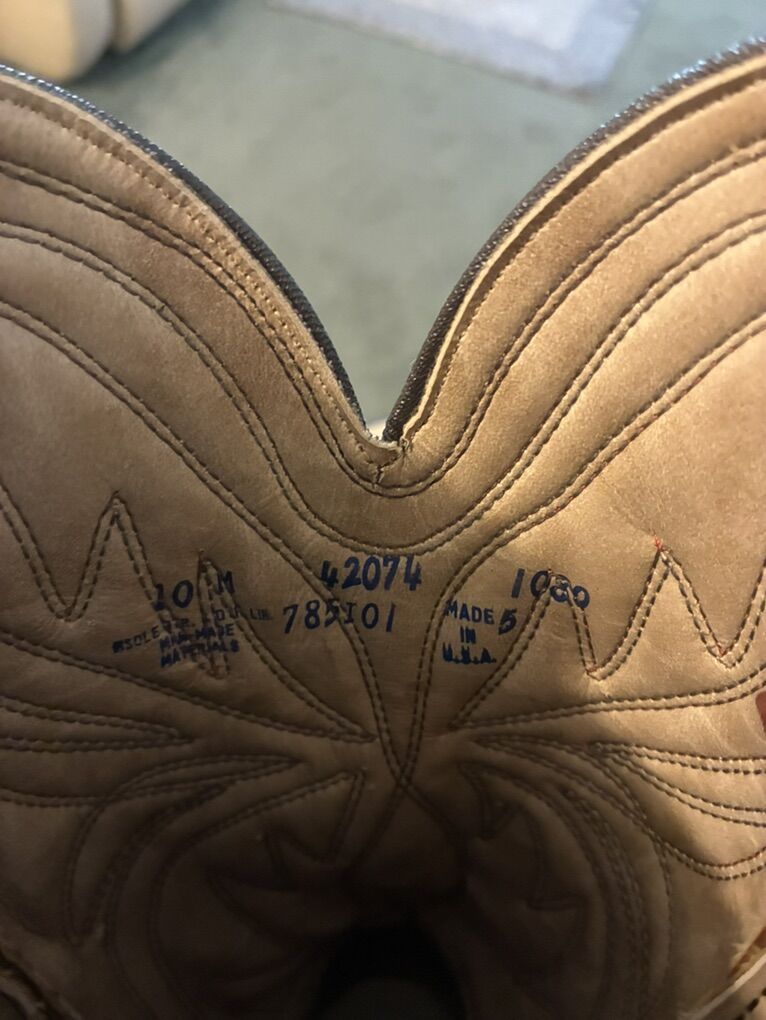 10 M 42074 1080
785101 MADE 5
IN
U.S.A.
MAN MADE
MATERIALS